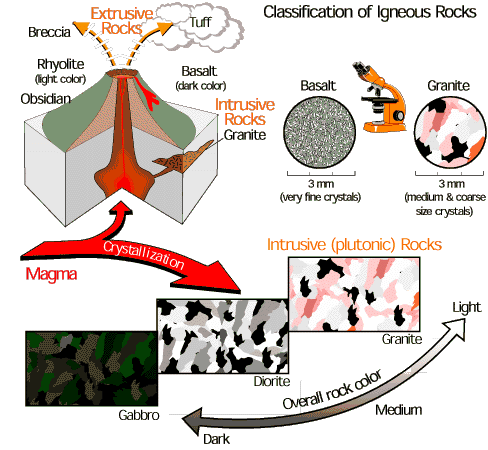 Classification of Igneous Rocks
Extrusive
Rocks
Breccia
Tuff
Rhyolite
(light color)
Basalt
(dark color)
Obsidian
Intrusive
Rocks
Granite
Basalt
Granite
3 mm
(very fine crystals)
3 mm
(medium & coarse
size crystals)
Crystallization
Magma
Intrusive (plutonic) Rocks
Granite
Diorite
Gabbro
Light
Overall rock color
Medium
Dark